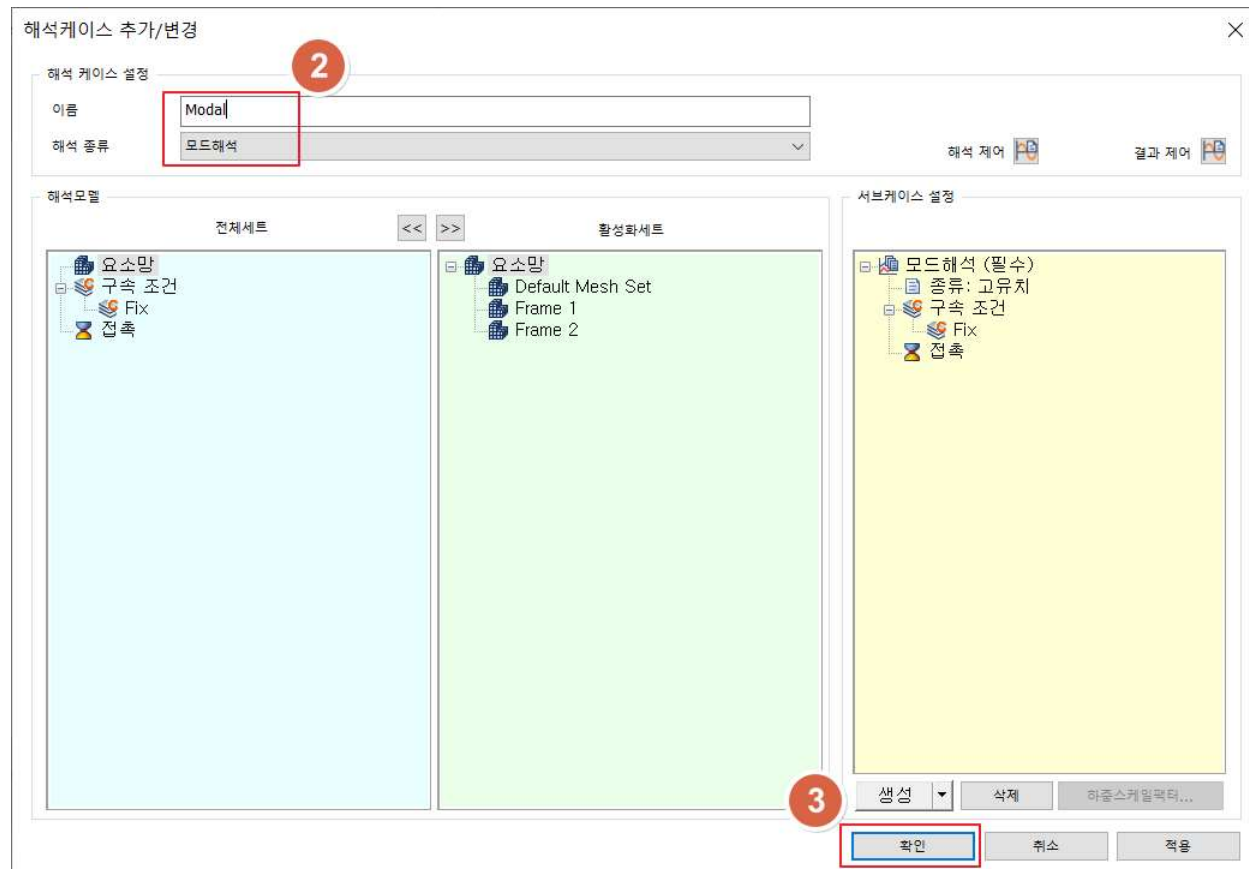 해석케이스 추가/변경
2
해석 케이스 설정
이름
Modal
해석 종류
모드해석
해석 제어
결과 제어
해석모델
전체세트
<<
>>
활성화세트
요소망
구속 조건
Fix
접촉
요소망
Default Mesh Set
Frame 1
Frame 2
서브케이스 설정
모드해석 (필수)
종류: 고유치
구속 조건
Fix
접촉
3
생성
삭제
하중스케일팩터...
확인
취소
적용